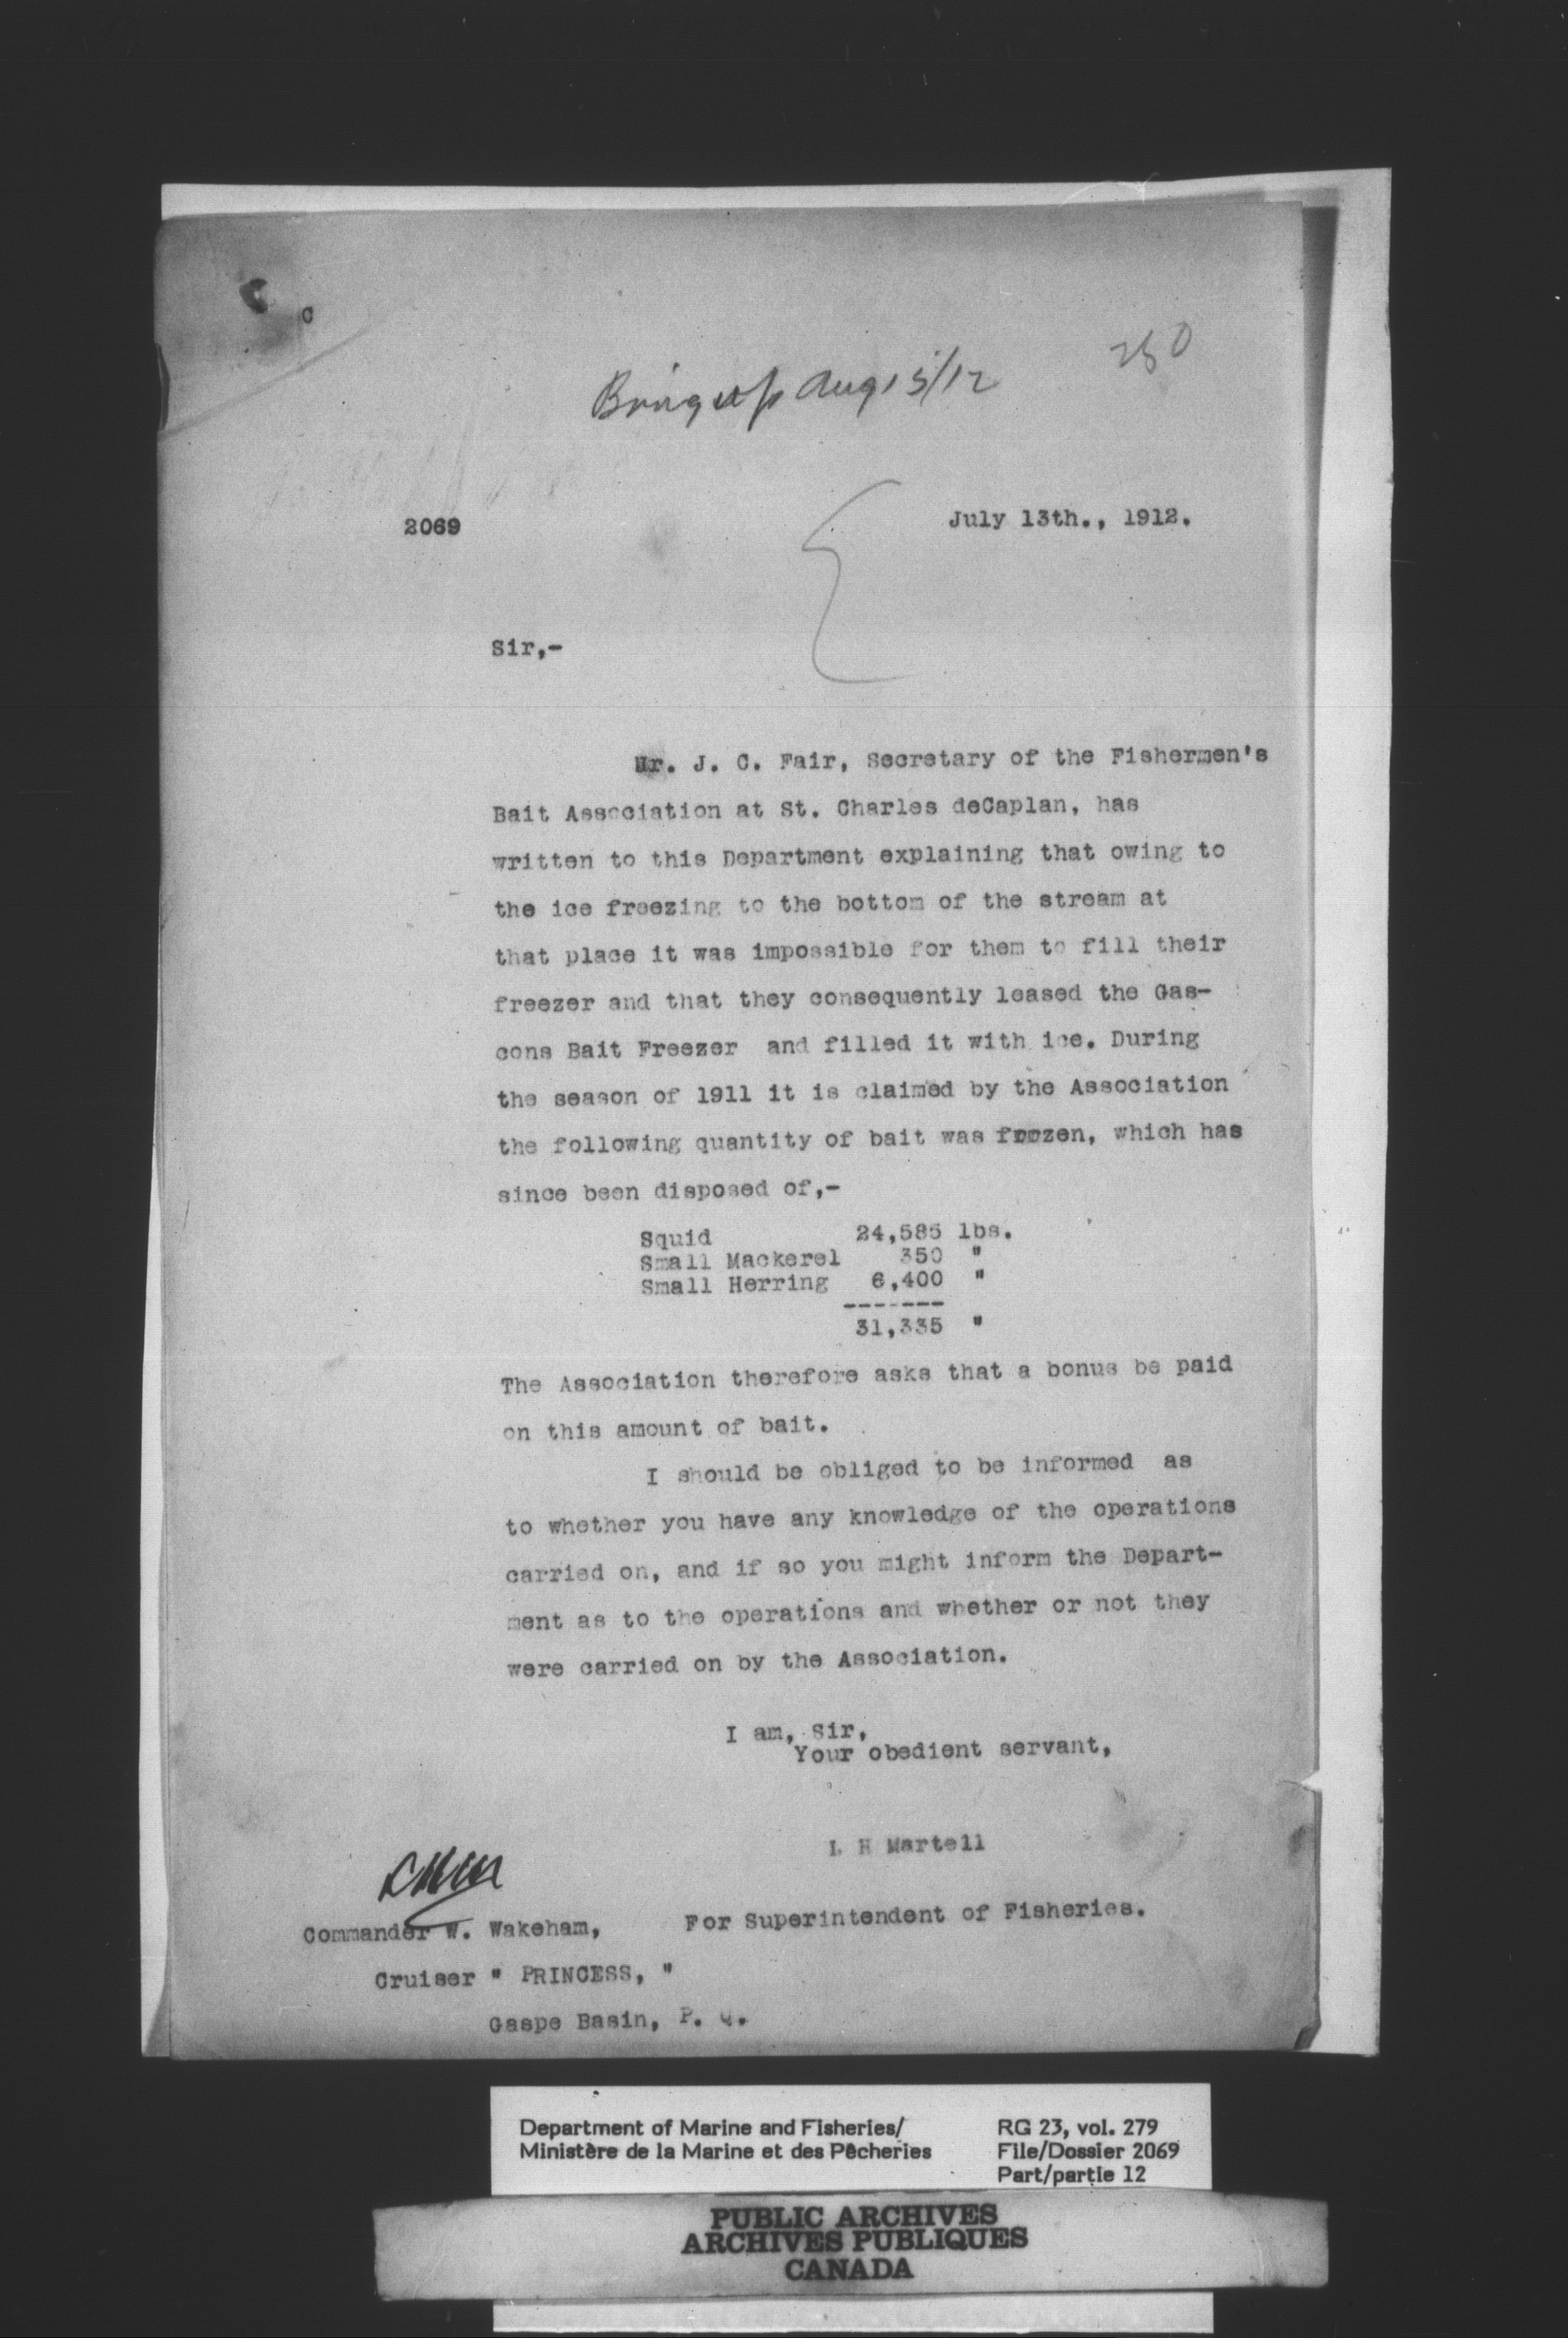 C
250
Bring up Aug 15/12
2069
July 13th., 1912.
Sir,-
Mr. J. C. Fair, Secretary of the Fishermen's
Bait Association at St. Charles deCaplan, has
written to this Department explaining that owing to
the ice freezing to the bottom of the stream at
that place it was impossible for them to fill their
freezer and that they consequently leased the Gas-
cons Bait Freezer and filled it with ice. During
the season of 1911 it is claimed by the Association
the following quantity of bait was frozen, which has
since been disposed of,-
Squid 24,585 lbs.
Small Mackerel 350 "
Small Herring 6,400 "
-------
31,335 "
The Association therefore asks that a bonus be paid
on this amount of bait.
I should be obliged to be informed as
to whether you have any knowledge of the operations
carried on, and if so you might inform the Depart-
ment as to the operations and whether or not they
were carried on by the Association.
I am, Sir,
Your obedient servant,
L H Martell
For Superintendent of Fisheries.
Commander W. Wakeham,
Cruiser " PRINCESS, "
Gaspe Basin, P. Q.
Department of Marine and Fisheries/
Ministère de la Marine et des Pêcheries
RG 23, vol. 279
File/Dossier 2069
Part/partie 12
PUBLIC ARCHIVES
ARCHIVES PUBLIQUES
CANADA